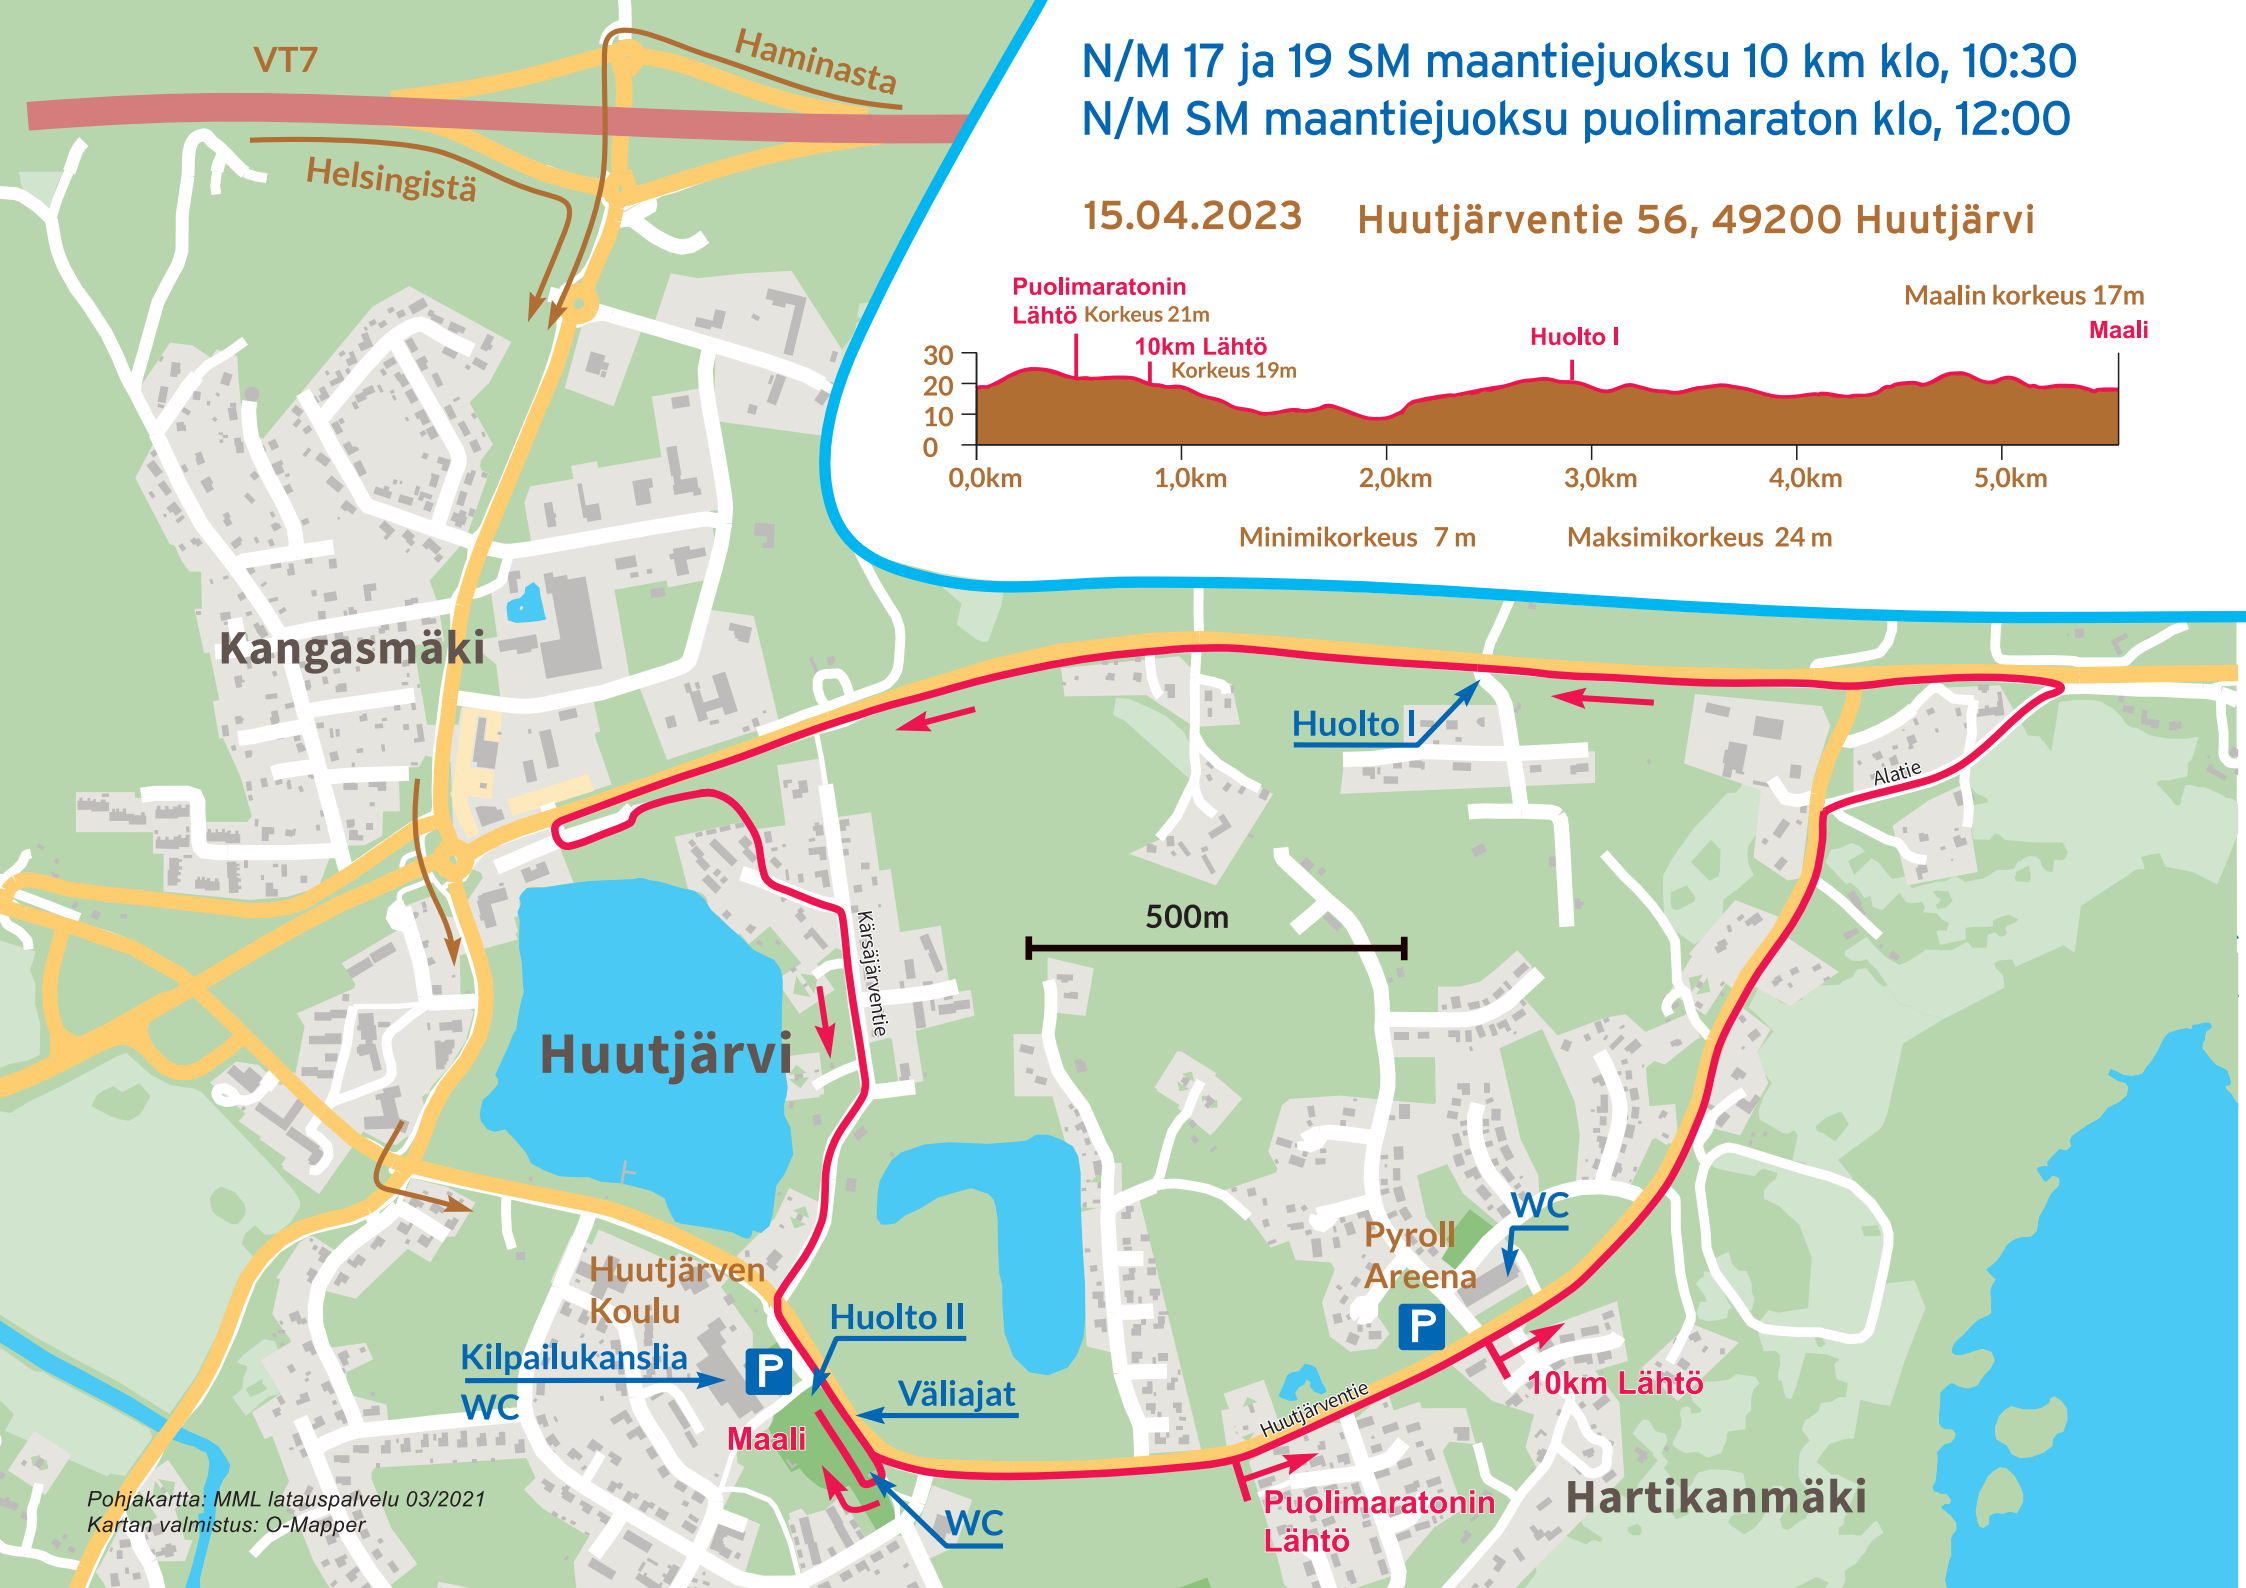 N/M 17 ja 19 SM maantiejuoksu 10 km klo, 10:30
N/M SM maantiejuoksu puolimaraton klo, 12:00
15.04.2023 Huutjärventie 56, 49200 Huutjärvi
VT7
Haminasta
Helsingistä
Puolimaratonin
Lähtö Korkeus 21m
10km Lähtö
Korkeus 19m
Huolto I
Maalin korkeus 17m
Maali
30
20
10
0
0,0km 1,0km 2,0km 3,0km 4,0km 5,0km
Minimikorkeus 7 m Maksimikorkeus 24 m
Kangasmäki
Huolto I
Alatie
500m
Kärsäjärventie
Huutjärvi
WC
Pyroll
Areena
P
Huutjärven
Koulu
Huolto II
Kilpailukanslia
WC
P
Väliajat
Maali
Huutjärventie
10km Lähtö
Puolimaratonin
Lähtö
WC
Hartikanmäki
Pohjakartta: MML latauspalvelu 03/2021
Kartan valmistus: O-Mapper